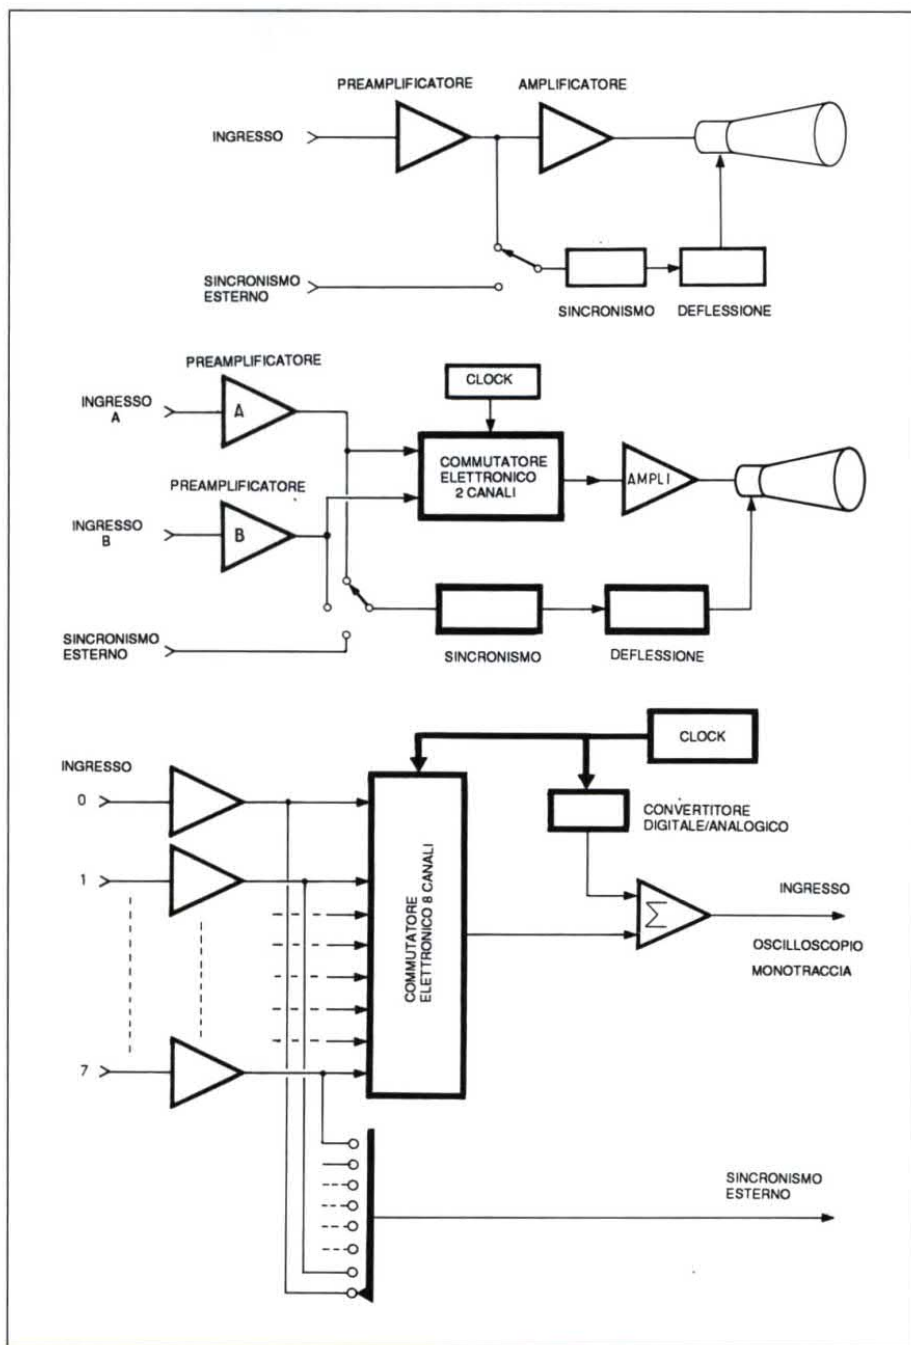 PREAMPLIFICATORE
AMPLIFICATORE
INGRESSO
SINCRONISMO
ESTERNO
SINCRONISMO
DEFLESSIONE
PREAMPLIFICATORE
CLOCK
INGRESSO
A
A
COMMUTATORE
ELETTRONICO
2 CANALI
AMPLI
PREAMPLIFICATORE
INGRESSO
B
B
SINCRONISMO
ESTERNO
SINCRONISMO
DEFLESSIONE
CLOCK
INGRESSO
0
CONVERTITORE
DIGITALE/ANALOGICO
1
COMMUTATORE
ELETTRONICO 8 CANALI
Σ
INGRESSO
OSCILLOSCOPIO
MONOTRACCIA
7
SINCRONISMO
ESTERNO